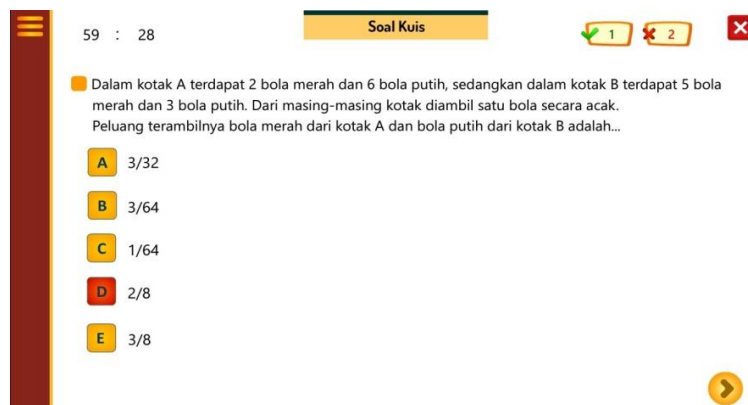 59 : 28
Soal Kuis
1
2
Dalam kotak A terdapat 2 bola merah dan 6 bola putih, sedangkan dalam kotak B terdapat 5 bola
merah dan 3 bola putih. Dari masing-masing kotak diambil satu bola secara acak.
Peluang terambilnya bola merah dari kotak A dan bola putih dari kotak B adalah...
A 3/32
B 3/64
C 1/64
D 2/8
E 3/8